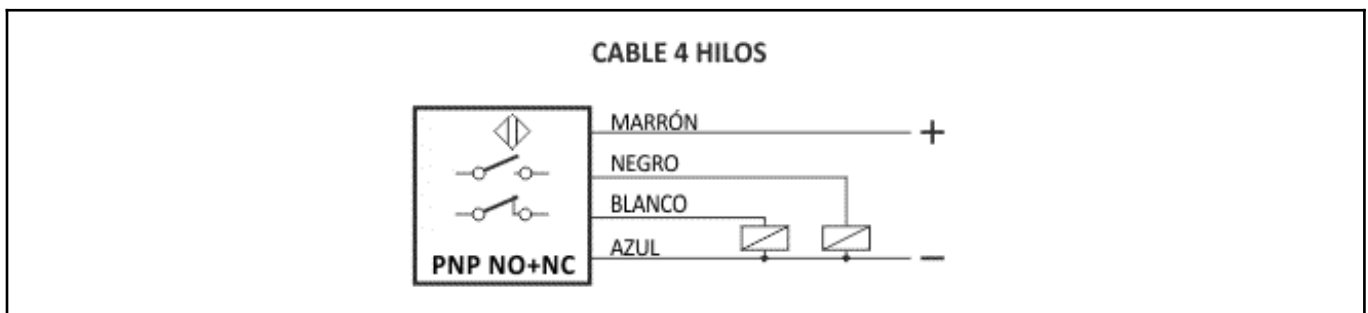 CABLE 4 HILOS
MARRÓN
+
NEGRO
BLANCO
AZUL
PNP NO+NC
−